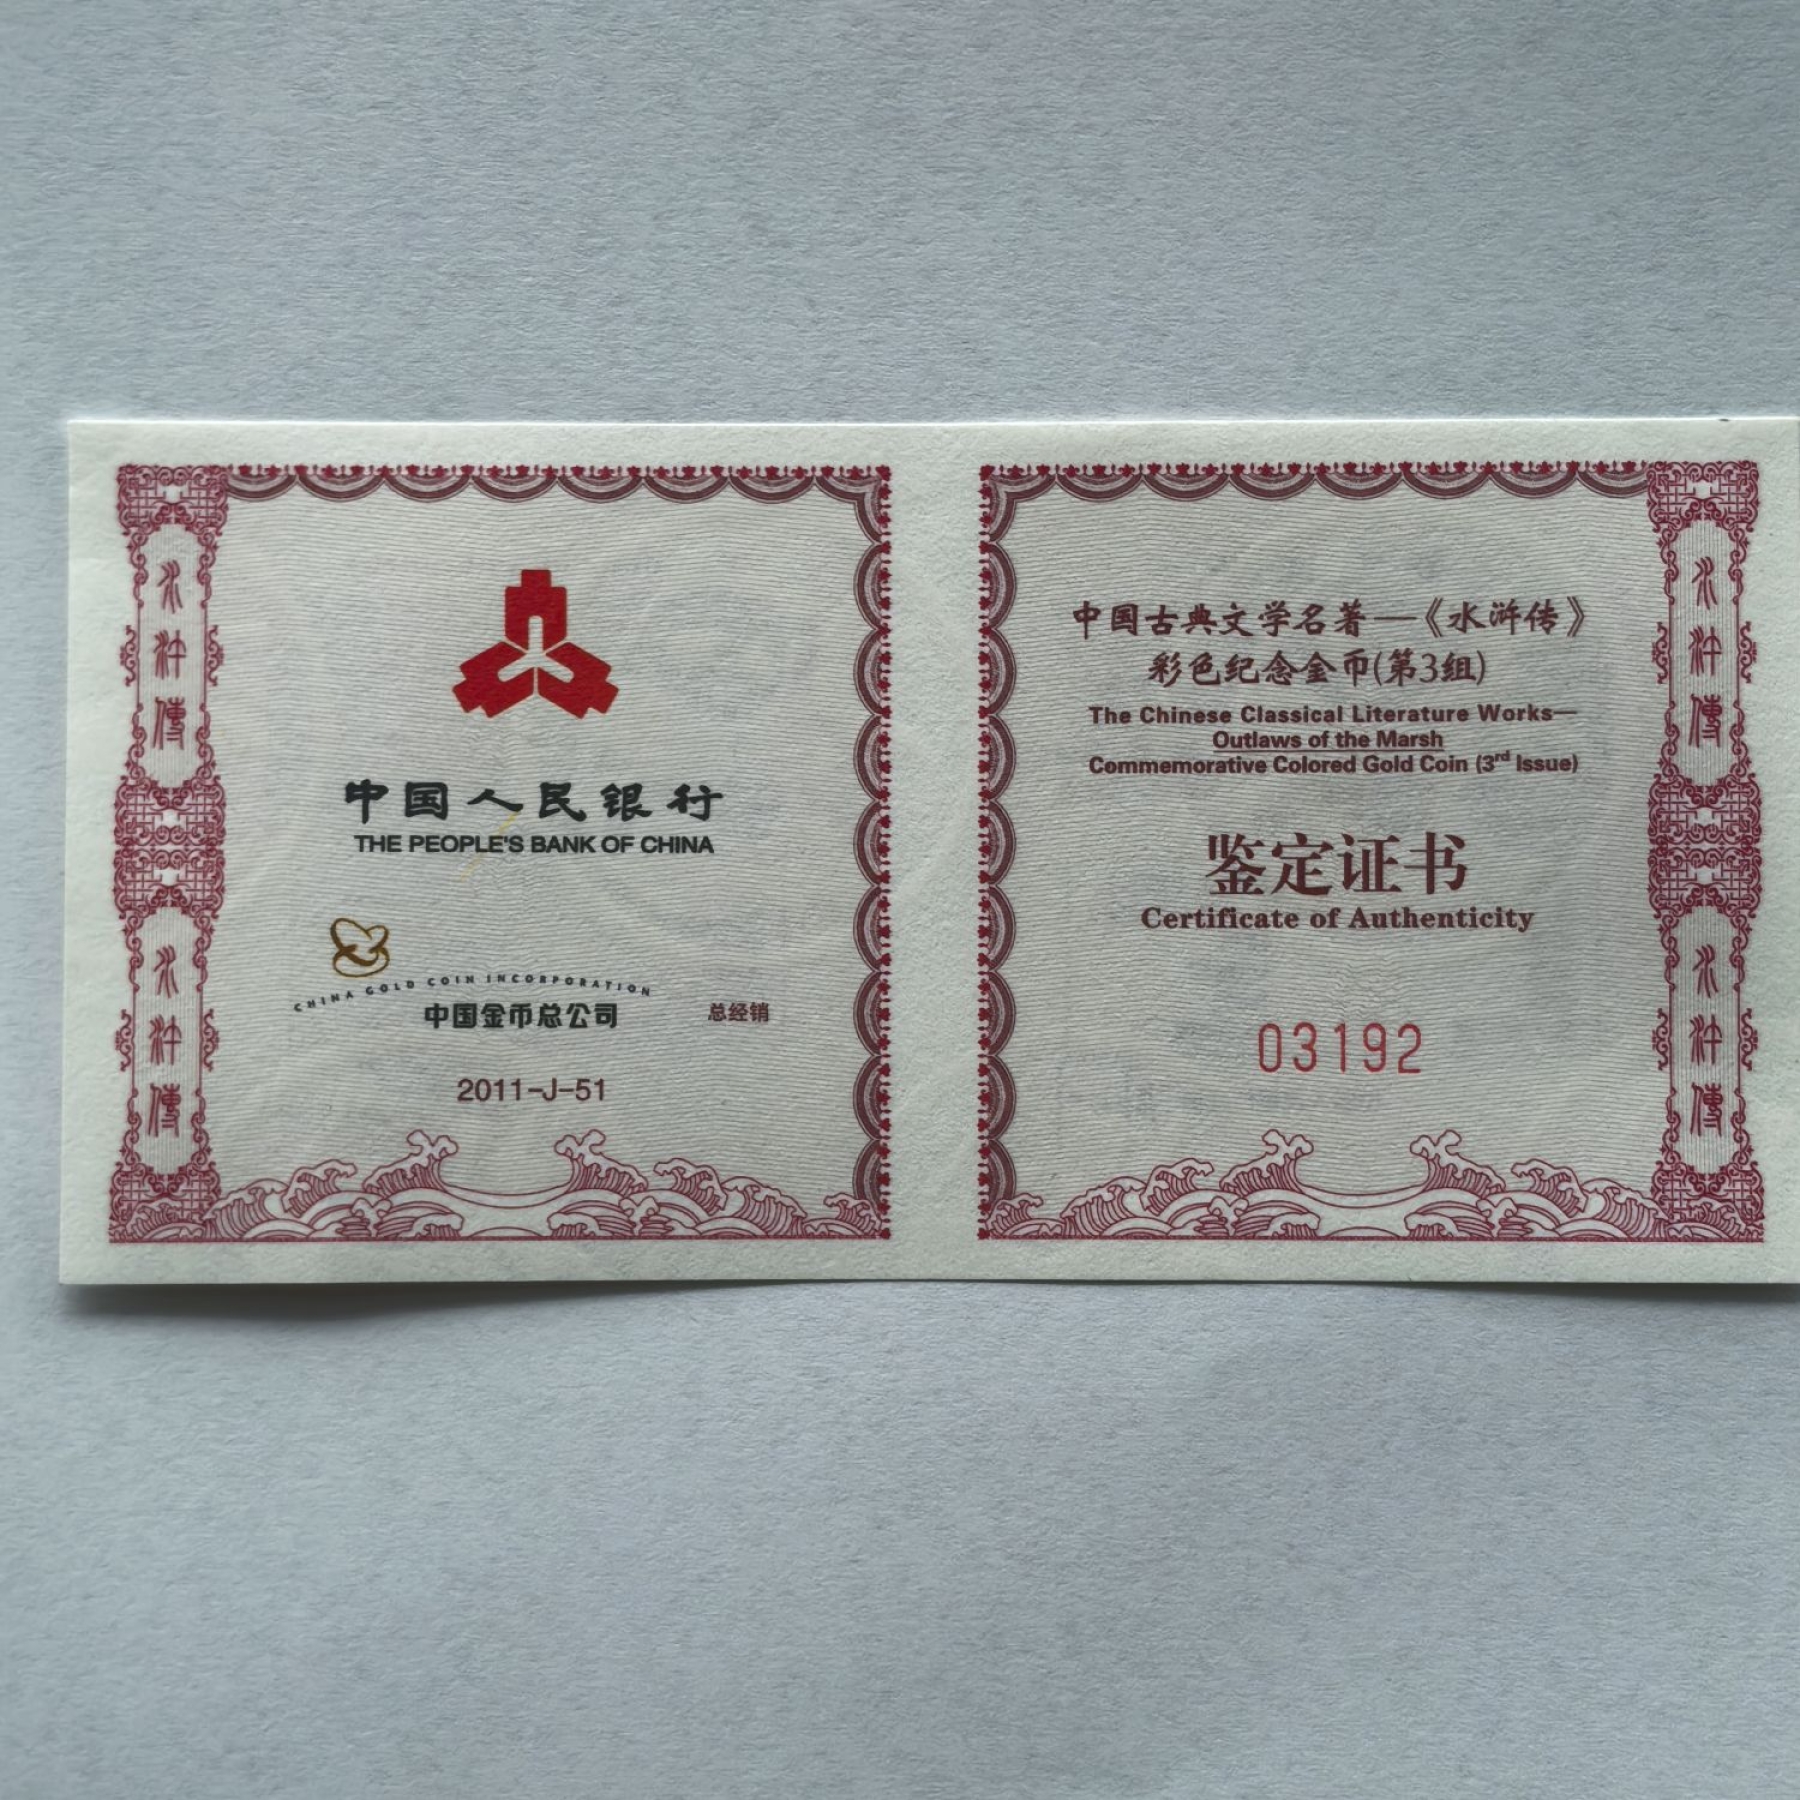 水浒傳
水浒傳
中国人民银行
THE PEOPLE'S BANK OF CHINA
CHINA GOLD COIN INCORPORATION
中国金币总公司 总经销
2011-J-51
中国古典文学名著—《水浒传》
彩色纪念金币(第3组)
The Chinese Classical Literature Works—
Outlaws of the Marsh
Commemorative Colored Gold Coin (3rd Issue)
鉴定证书
Certificate of Authenticity
03192
水浒傳
水浒傳